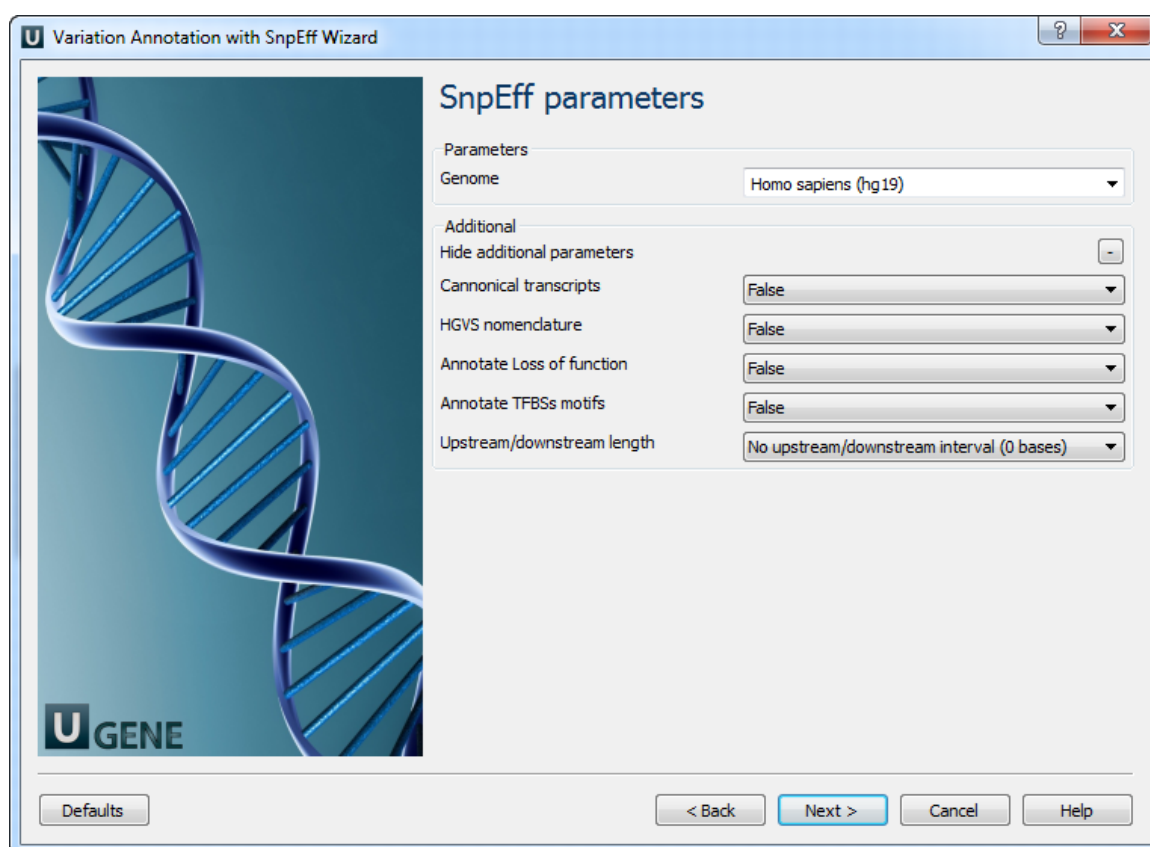 U Variation Annotation with SnpEff Wizard
SnpEff parameters
Parameters
Genome Homo sapiens (hg19)
Additional
Hide additional parameters -
Cannonical transcripts False
HGVS nomenclature False
Annotate Loss of function False
Annotate TFBSs motifs False
Upstream/downstream length No upstream/downstream interval (0 bases)
U GENE
Defaults < Back Next > Cancel Help